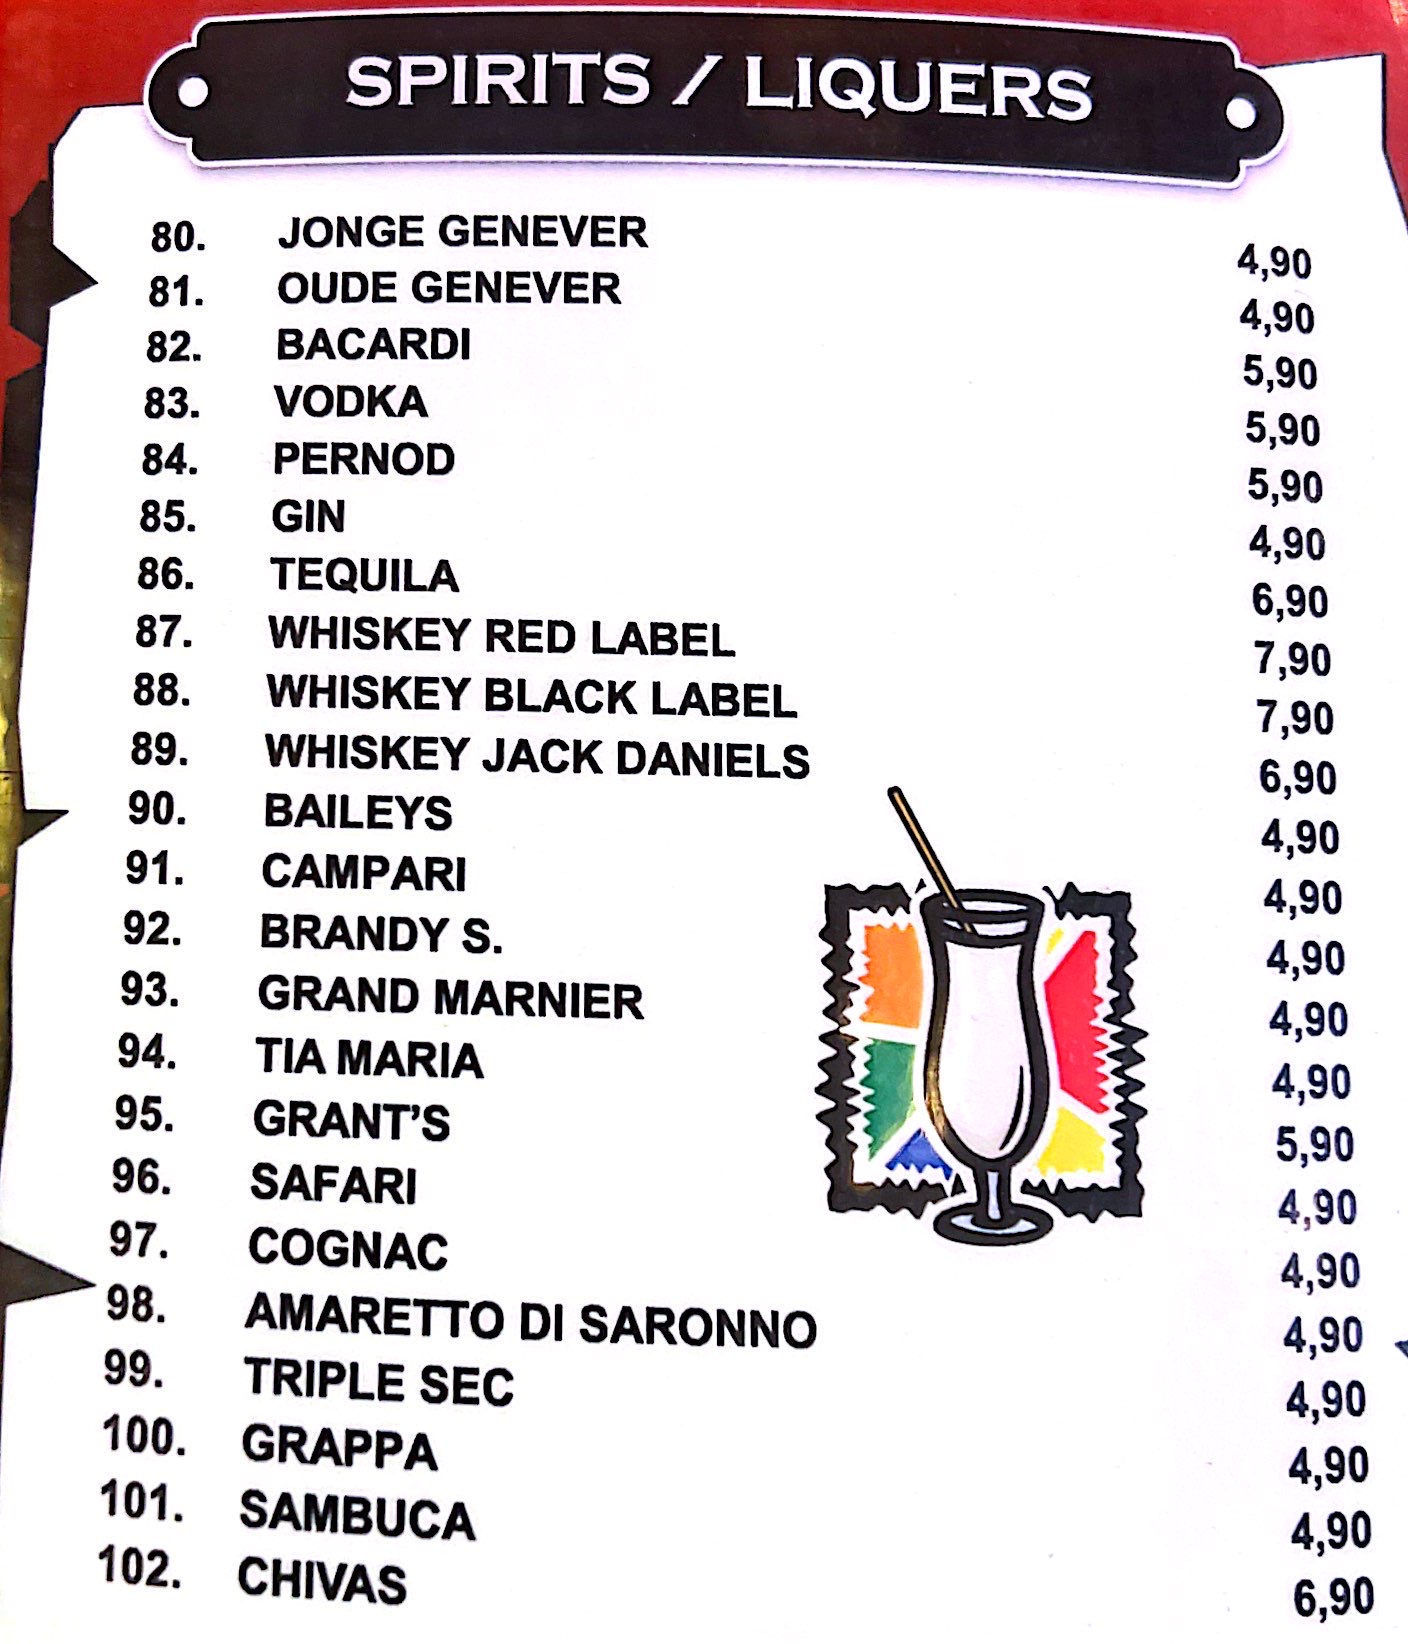 SPIRITS / LIQUERS
80. JONGE GENEVER 4,90
81. OUDE GENEVER 4,90
82. BACARDI 5,90
83. VODKA 5,90
84. PERNOD 5,90
85. GIN 4,90
86. TEQUILA 6,90
87. WHISKEY RED LABEL 7,90
88. WHISKEY BLACK LABEL 7,90
89. WHISKEY JACK DANIELS 6,90
90. BAILEYS 4,90
91. CAMPARI 4,90
92. BRANDY S. 4,90
93. GRAND MARNIER 4,90
94. TIA MARIA 4,90
95. GRANT'S 5,90
96. SAFARI 4,90
97. COGNAC 4,90
98. AMARETTO DI SARONNO 4,90
99. TRIPLE SEC 4,90
100. GRAPPA 4,90
101. SAMBUCA 4,90
102. CHIVAS 6,90